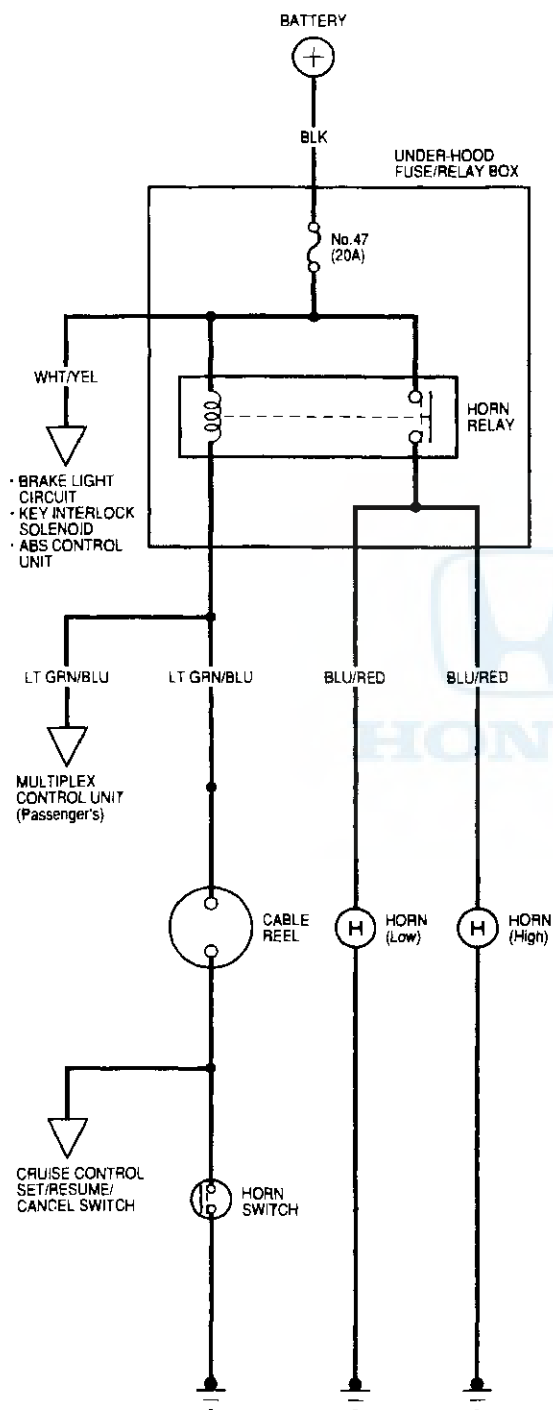 BATTERY
BLK
UNDER-HOOD
FUSE/RELAY BOX
No.47
(20A)
WHT/YEL
HORN
RELAY
· BRAKE LIGHT
CIRCUIT
· KEY INTERLOCK
SOLENOID
· ABS CONTROL
UNIT
LT GRN/BLU
LT GRN/BLU
BLU/RED
BLU/RED
HON
MULTIPLEX
CONTROL UNIT
(Passenger's)
CABLE
REEL
H
HORN
(Low)
H
HORN
(High)
CRUISE CONTROL
SET/RESUME/
CANCEL SWITCH
HORN
SWITCH